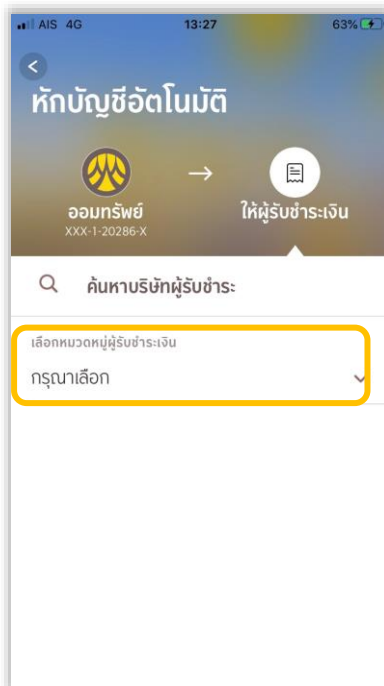 AIS 4G 13:27 63%
หักบัญชีอัตโนมัติ
ออมทรัพย์ ให้ผู้รับชำระเงิน
XXX-1-20286-X
ค้นหาบริษัทผู้รับชำระ
เลือกหมวดหมู่ผู้รับชำระเงิน
กรุณาเลือก